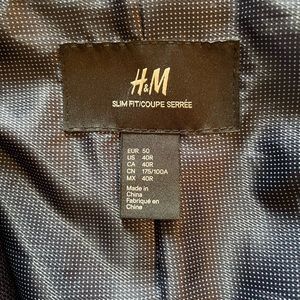 H&M
SLIM FIT/COUPE SERRÉE
EUR 50
US 40R
CA 40R
CN 175/100A
MX 40R
Made in
China
Fabriqué en
Chine